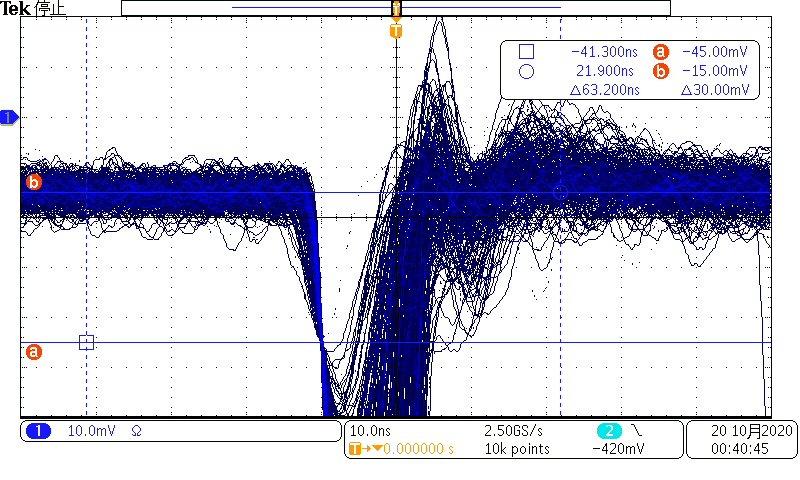 Tek 停止
T
T
−41.300ns a −45.00mV
21.900ns b −15.00mV
△63.200ns △30.00mV
1
b
a
1 10.0mV Ω 10.0ns 2.50GS/s 2 20 10月2020
T→▼0.000000 s 10k points −420mV 00:40:45